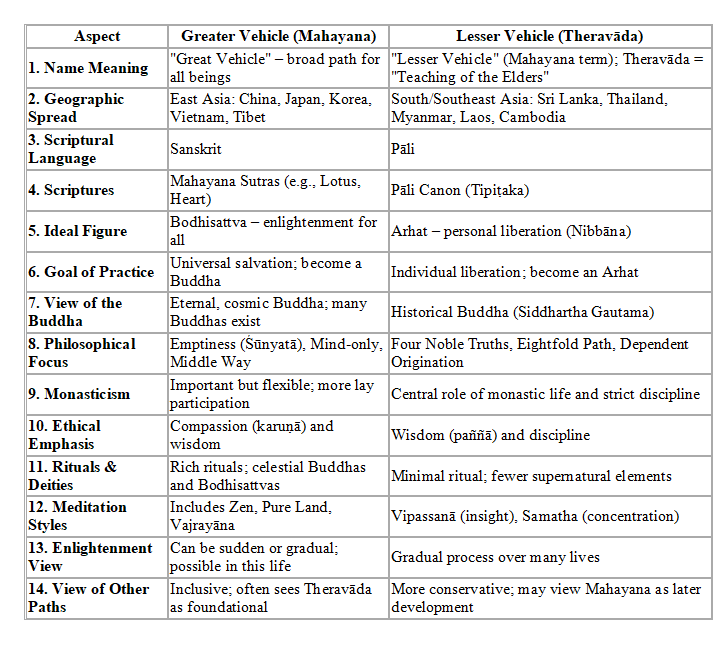 Aspect Greater Vehicle (Mahayana) Lesser Vehicle (Theravāda)
1. Name Meaning
"Great Vehicle" – broad path for
all beings
"Lesser Vehicle" (Mahayana term); Theravāda =
"Teaching of the Elders"
2. Geographic
Spread
East Asia: China, Japan, Korea,
Vietnam, Tibet
South/Southeast Asia: Sri Lanka, Thailand,
Myanmar, Laos, Cambodia
3. Scriptural
Language
Sanskrit
Pāli
4. Scriptures
Mahayana Sutras (e.g., Lotus,
Heart)
Pāli Canon (Tipiṭaka)
5. Ideal Figure
Bodhisattva – enlightenment for
all
Arhat – personal liberation (Nibbāna)
6. Goal of Practice
Universal salvation; become a
Buddha
Individual liberation; become an Arhat
7. View of the
Buddha
Eternal, cosmic Buddha; many
Buddhas exist
Historical Buddha (Siddhartha Gautama)
8. Philosophical
Focus
Emptiness (Śūnyatā), Mind-only,
Middle Way
Four Noble Truths, Eightfold Path, Dependent
Origination
9. Monasticism
Important but flexible; more lay
participation
Central role of monastic life and strict discipline
10. Ethical
Emphasis
Compassion (karuṇā) and
wisdom
Wisdom (paññā) and discipline
11. Rituals &
Deities
Rich rituals; celestial Buddhas
and Bodhisattvas
Minimal ritual; fewer supernatural elements
12. Meditation
Styles
Includes Zen, Pure Land,
Vajrayāna
Vipassanā (insight), Samatha (concentration)
13. Enlightenment
View
Can be sudden or gradual;
possible in this life
Gradual process over many lives
14. View of Other
Paths
Inclusive; often sees Theravāda
as foundational
More conservative; may view Mahayana as later
development